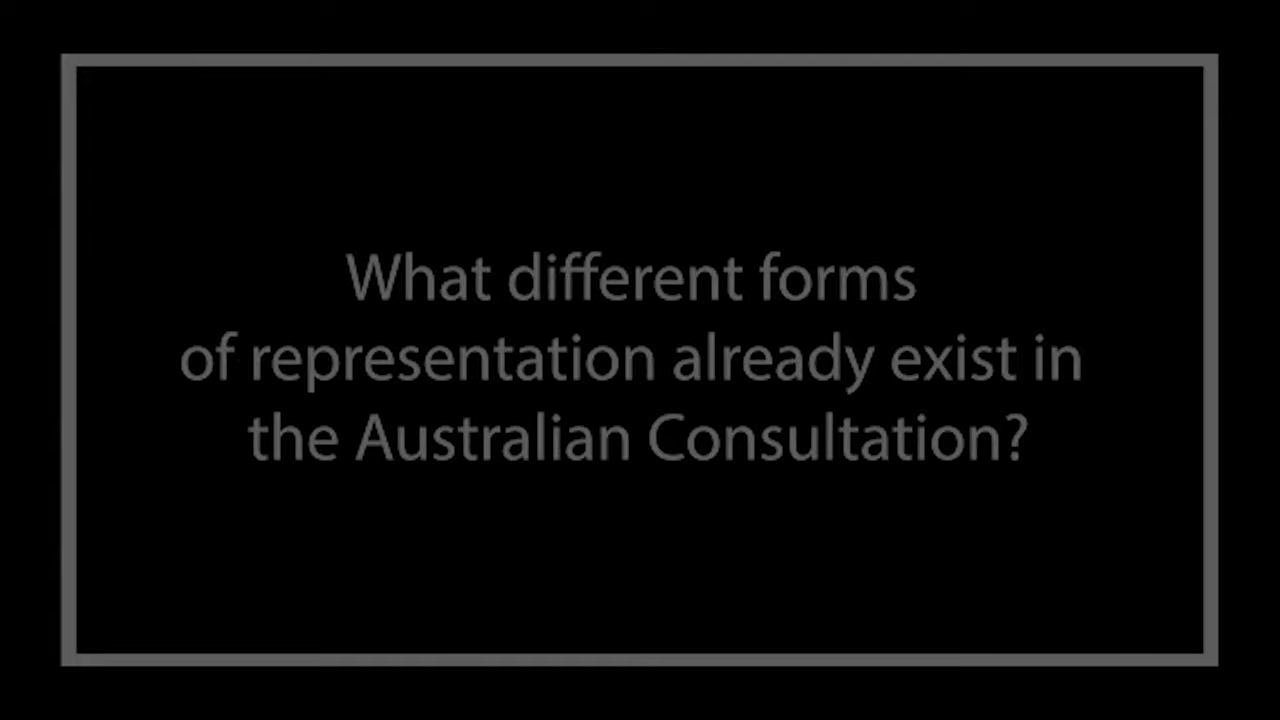 What different forms
of representation already exist in
the Australian Consultation?